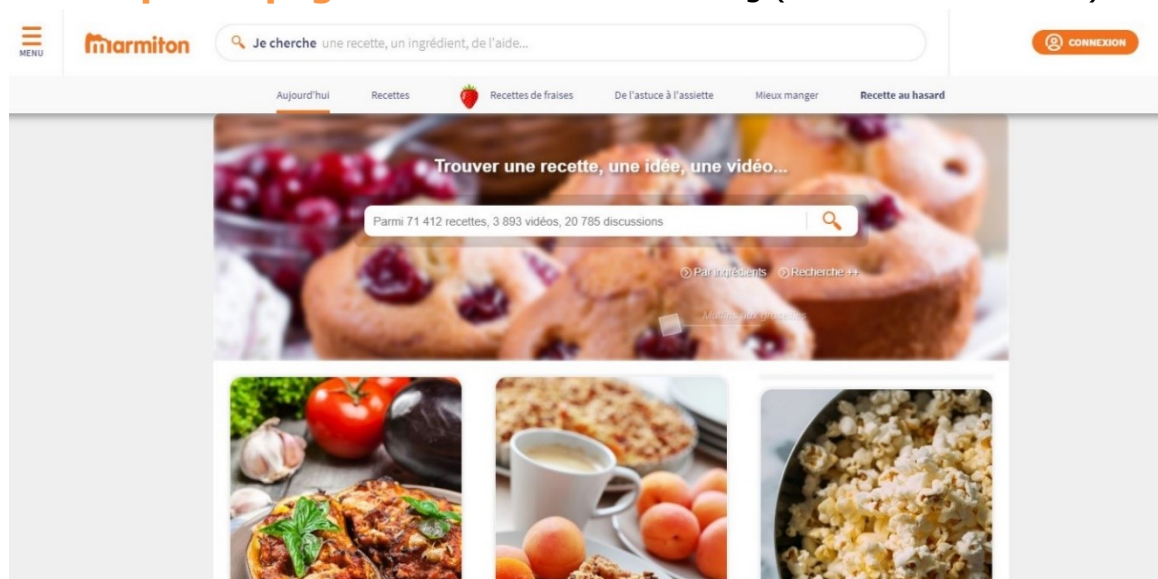 MENU
marmiton
Je cherche une recette, un ingrédient, de l'aide...
CONNEXION
Aujourd'hui
Recettes
Recettes de fraises
De l'astuce à l'assiette
Mieux manger
Recette au hasard
Trouver une recette, une idée, une vidéo...
Parmi 71 412 recettes, 3 893 vidéos, 20 785 discussions
Par ingrédients
Recherche ++